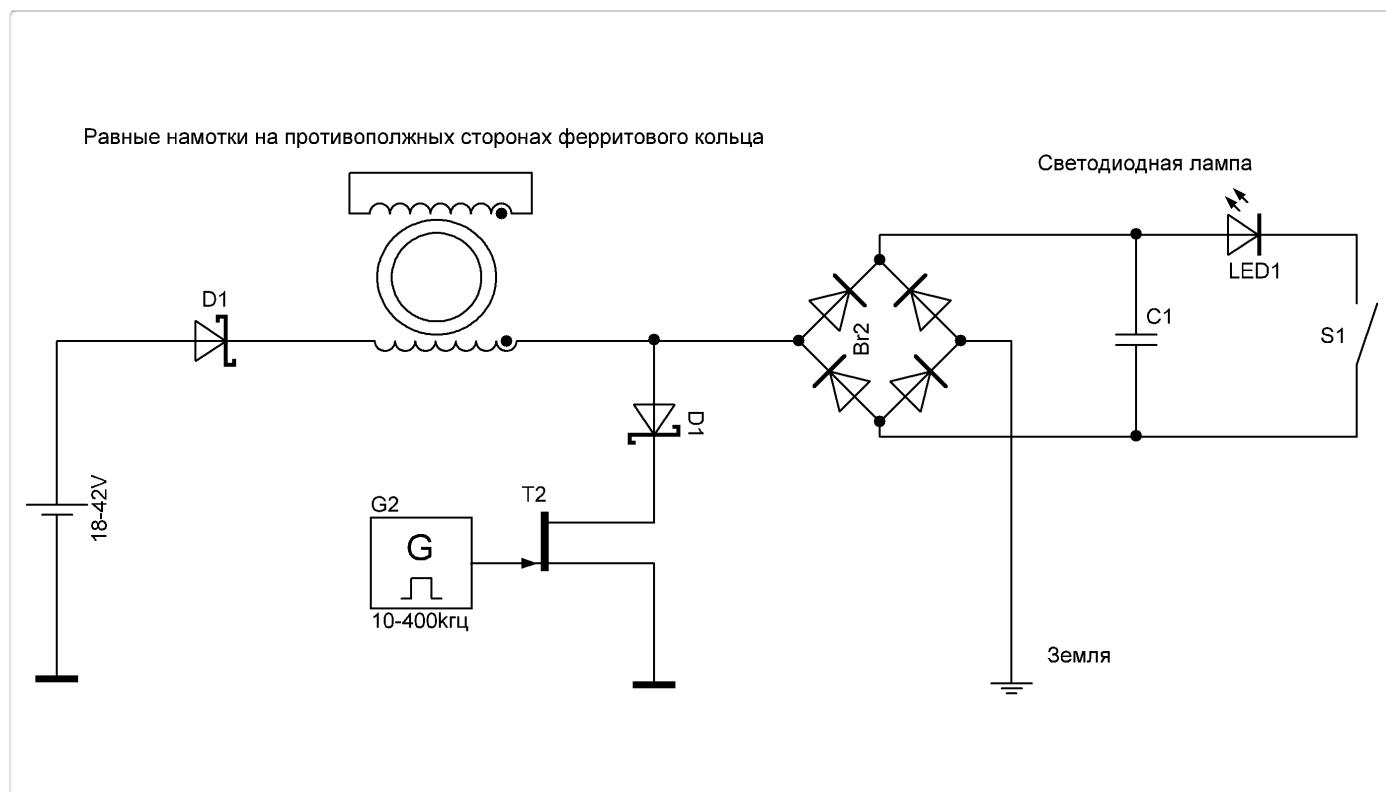 Равные намотки на противополжных сторонах ферритового кольца
Светодиодная лампа
LED1
D1
C1
S1
Br2
D1
18-42V
G2
T2
G
10-400kгц
Земля